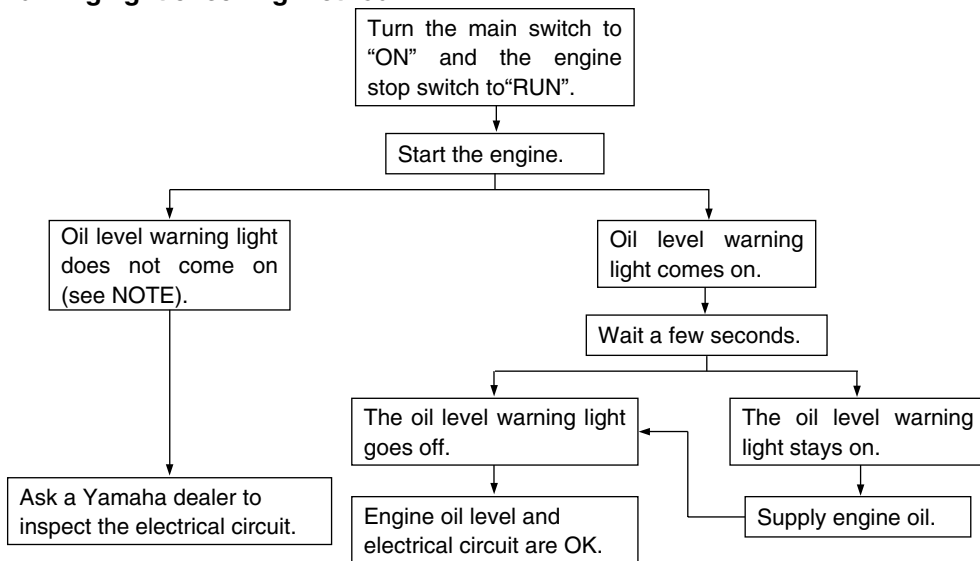 Turn the main switch to
“ON” and the engine
stop switch to“RUN”.
Start the engine.
Oil level warning light
does not come on
(see NOTE).
Oil level warning
light comes on.
Wait a few seconds.
The oil level warning light
goes off.
The oil level warning
light stays on.
Ask a Yamaha dealer to
inspect the electrical circuit.
Engine oil level and
electrical circuit are OK.
Supply engine oil.